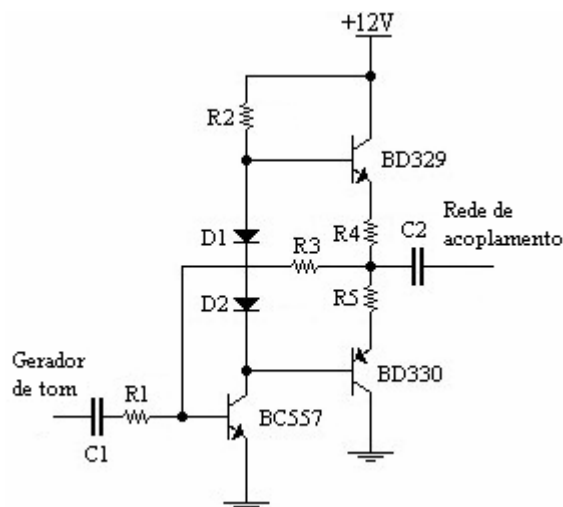 +12V
R2
BD329
D1
R3
R4
C2
Rede de
acoplamento
D2
R5
Gerador
de tom
R1
C1
BC557
BD330